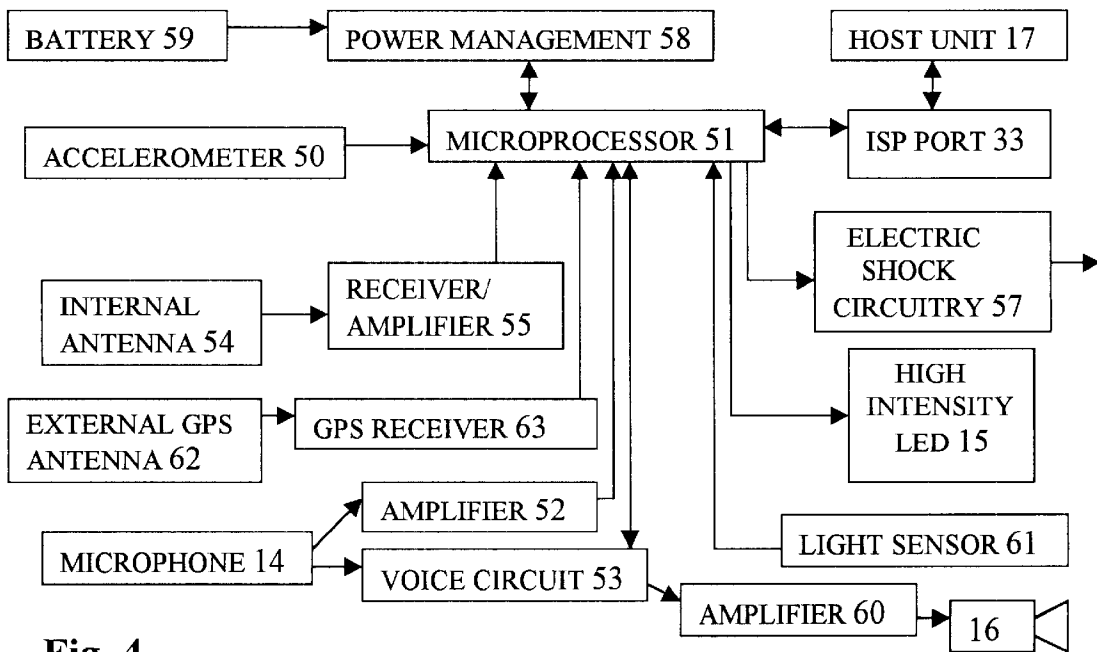 BATTERY 59
POWER MANAGEMENT 58
HOST UNIT 17
ACCELEROMETER 50
MICROPROCESSOR 51
ISP PORT 33
INTERNAL
ANTENNA 54
RECEIVER/
AMPLIFIER 55
ELECTRIC
SHOCK
CIRCUITRY 57
EXTERNAL GPS
ANTENNA 62
GPS RECEIVER 63
HIGH
INTENSITY
LED 15
MICROPHONE 14
AMPLIFIER 52
VOICE CIRCUIT 53
LIGHT SENSOR 61
AMPLIFIER 60
16
Fig. 4